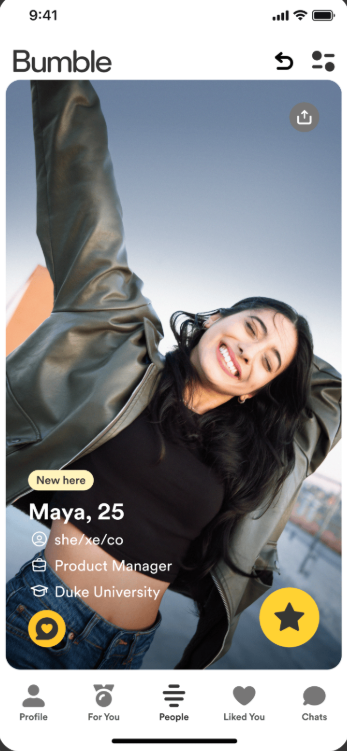 9:41
Bumble
New here
Maya, 25
she/xe/co
Product Manager
Duke University
Profile
For You
People
Liked You
Chats